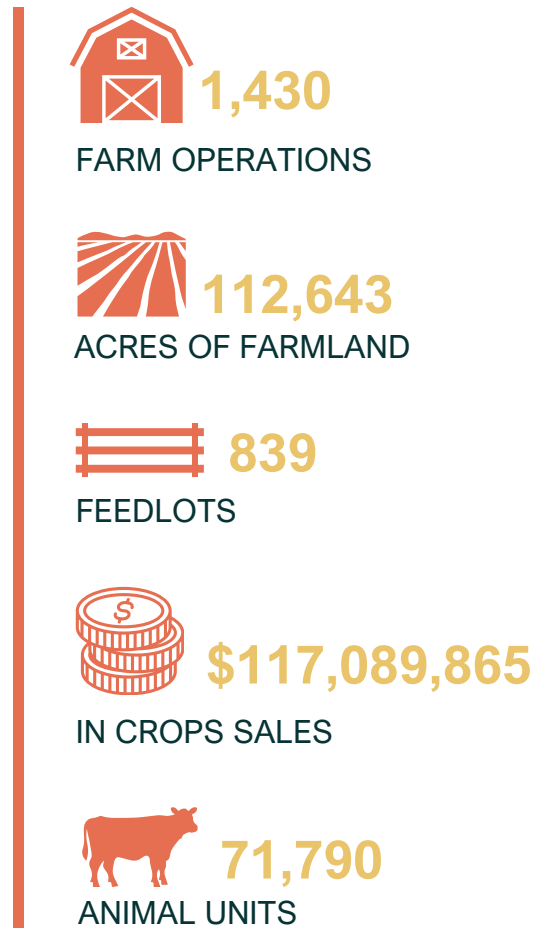 1,430
FARM OPERATIONS
112,643
ACRES OF FARMLAND
839
FEEDLOTS
$
$117,089,865
IN CROPS SALES
71,790
ANIMAL UNITS